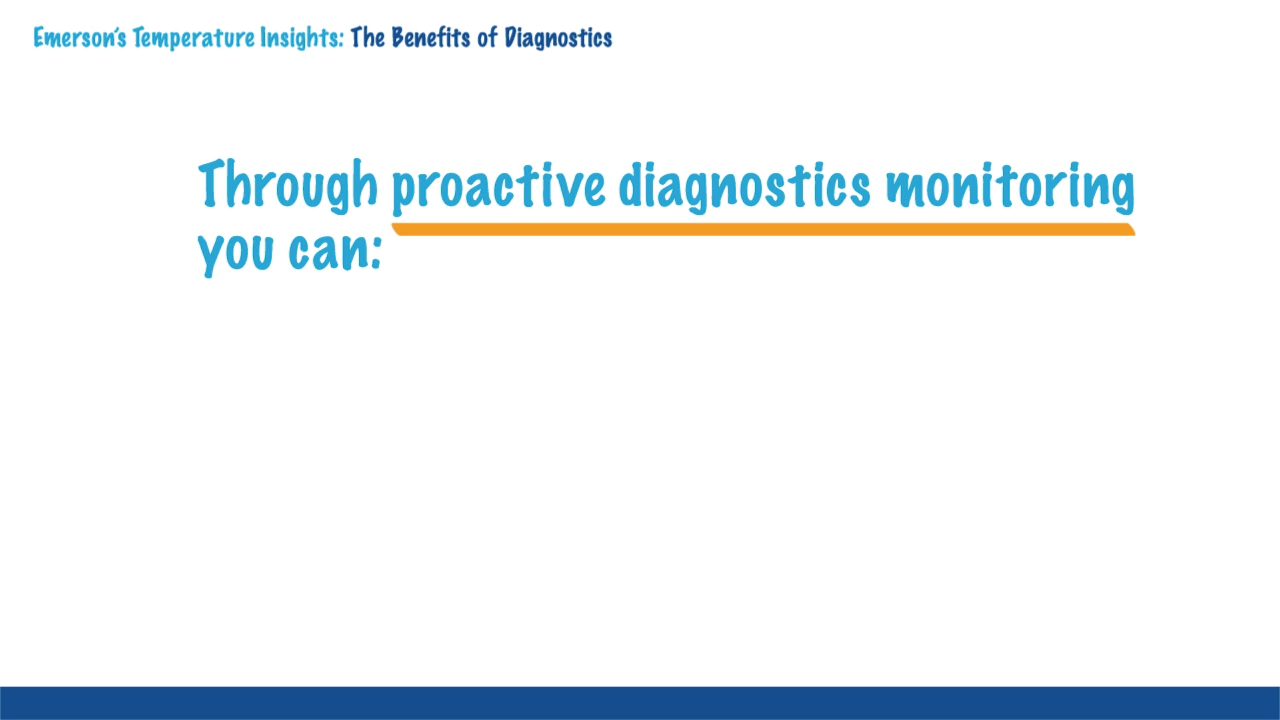 Emerson's Temperature Insights: The Benefits of Diagnostics
Through proactive diagnostics monitoring
you can: